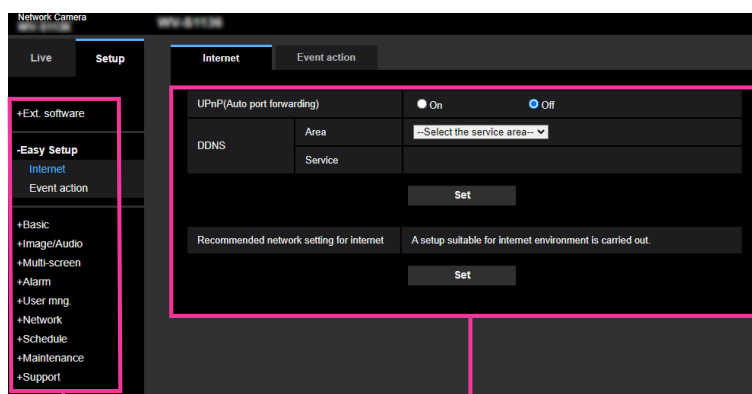 Network Camera
Live Setup
Internet Event action
+Ext. software
-Easy Setup
Internet
Event action
+Basic
+Image/Audio
+Multi-screen
+Alarm
+User mng.
+Network
+Schedule
+Maintenance
+Support
UPnP(Auto port forwarding) On Off
DDNS
Area --Select the service area--
Service
Set
Recommended network setting for internet A setup suitable for internet environment is carried out.
Set